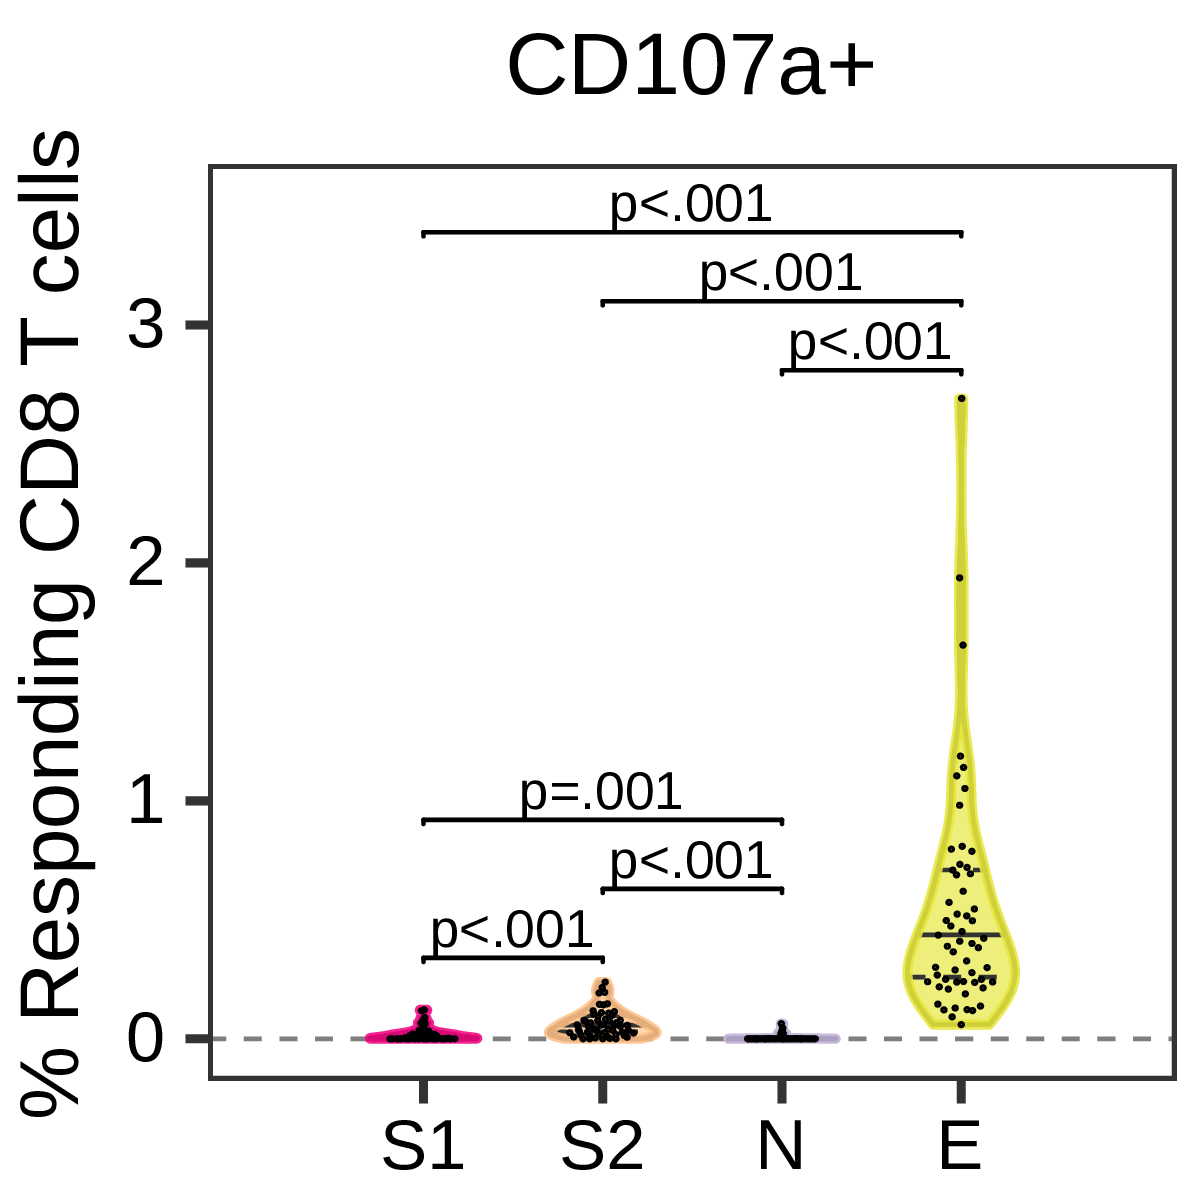 CD107a+
% Responding CD8 T cells
p<.001
p<.001
3
p<.001
2
1
p=.001
p<.001
p<.001
0
S1 S2 N E